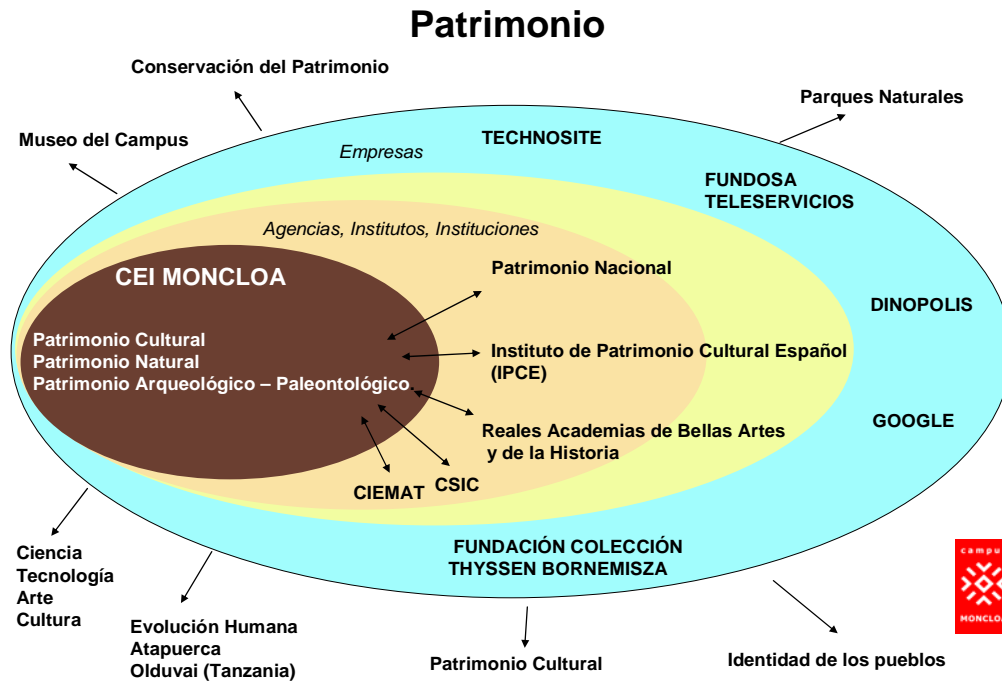 Patrimonio
Conservación del Patrimonio
Parques Naturales
Museo del Campus
Empresas
TECHNOSITE
FUNDOSA
TELESERVICIOS
Agencias, Institutos, Instituciones
CEI MONCLOA
Patrimonio Nacional
DINOPOLIS
Patrimonio Cultural
Patrimonio Natural
Patrimonio Arqueológico – Paleontológico.
Instituto de Patrimonio Cultural Español
(IPCE)
GOOGLE
Reales Academias de Bellas Artes
y de la Historia
CIEMAT
CSIC
FUNDACIÓN COLECCIÓN
THYSSEN BORNEMISZA
Ciencia
Tecnología
Arte
Cultura
Evolución Humana
Atapuerca
Olduvai (Tanzania)
Patrimonio Cultural
Identidad de los pueblos
campu
MONCLO